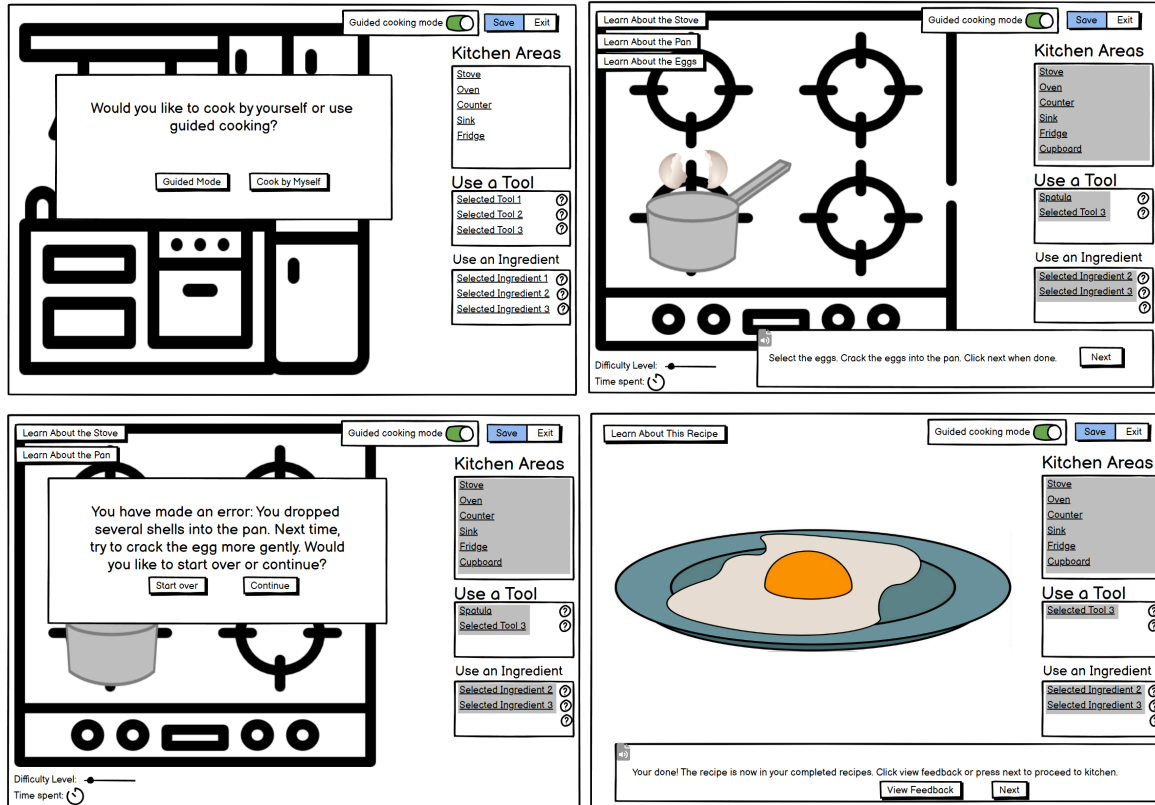 Guided cooking mode
Save
Exit
Kitchen Areas
Stove
Oven
Counter
Sink
Fridge
Would you like to cook by yourself or use
guided cooking?
Guided Mode
Cook by Myself
Use a Tool
Selected Tool 1
?
Selected Tool 2
?
Selected Tool 3
?
Use an Ingredient
Selected Ingredient 1
?
Selected Ingredient 2
?
Selected Ingredient 3
?
Learn About the Stove
Learn About the Pan
Learn About the Eggs
Guided cooking mode
Save
Exit
Kitchen Areas
Stove
Oven
Counter
Sink
Fridge
Cupboard
Use a Tool
Spatula
?
Selected Tool 3
?
Use an Ingredient
Selected Ingredient 2
?
Selected Ingredient 3
?
?
Select the eggs. Crack the eggs into the pan. Click next when done.
Next
Difficulty Level:
Time spent:
Learn About the Stove
Learn About the Pan
Guided cooking mode
Save
Exit
Kitchen Areas
Stove
Oven
Counter
Sink
Fridge
Cupboard
You have made an error: You dropped
several shells into the pan. Next time,
try to crack the egg more gently. Would
you like to start over or continue?
Start over
Continue
Use a Tool
Spatula
?
Selected Tool 3
?
Use an Ingredient
Selected Ingredient 2
?
Selected Ingredient 3
?
?
Difficulty Level:
Time spent:
Learn About This Recipe
Guided cooking mode
Save
Exit
Kitchen Areas
Stove
Oven
Counter
Sink
Fridge
Cupboard
Use a Tool
Selected Tool 3
?
?
Use an Ingredient
Selected Ingredient 2
?
Selected Ingredient 3
?
?
Your done! The recipe is now in your completed recipes. Click view feedback or press next to proceed to kitchen.
View Feedback
Next